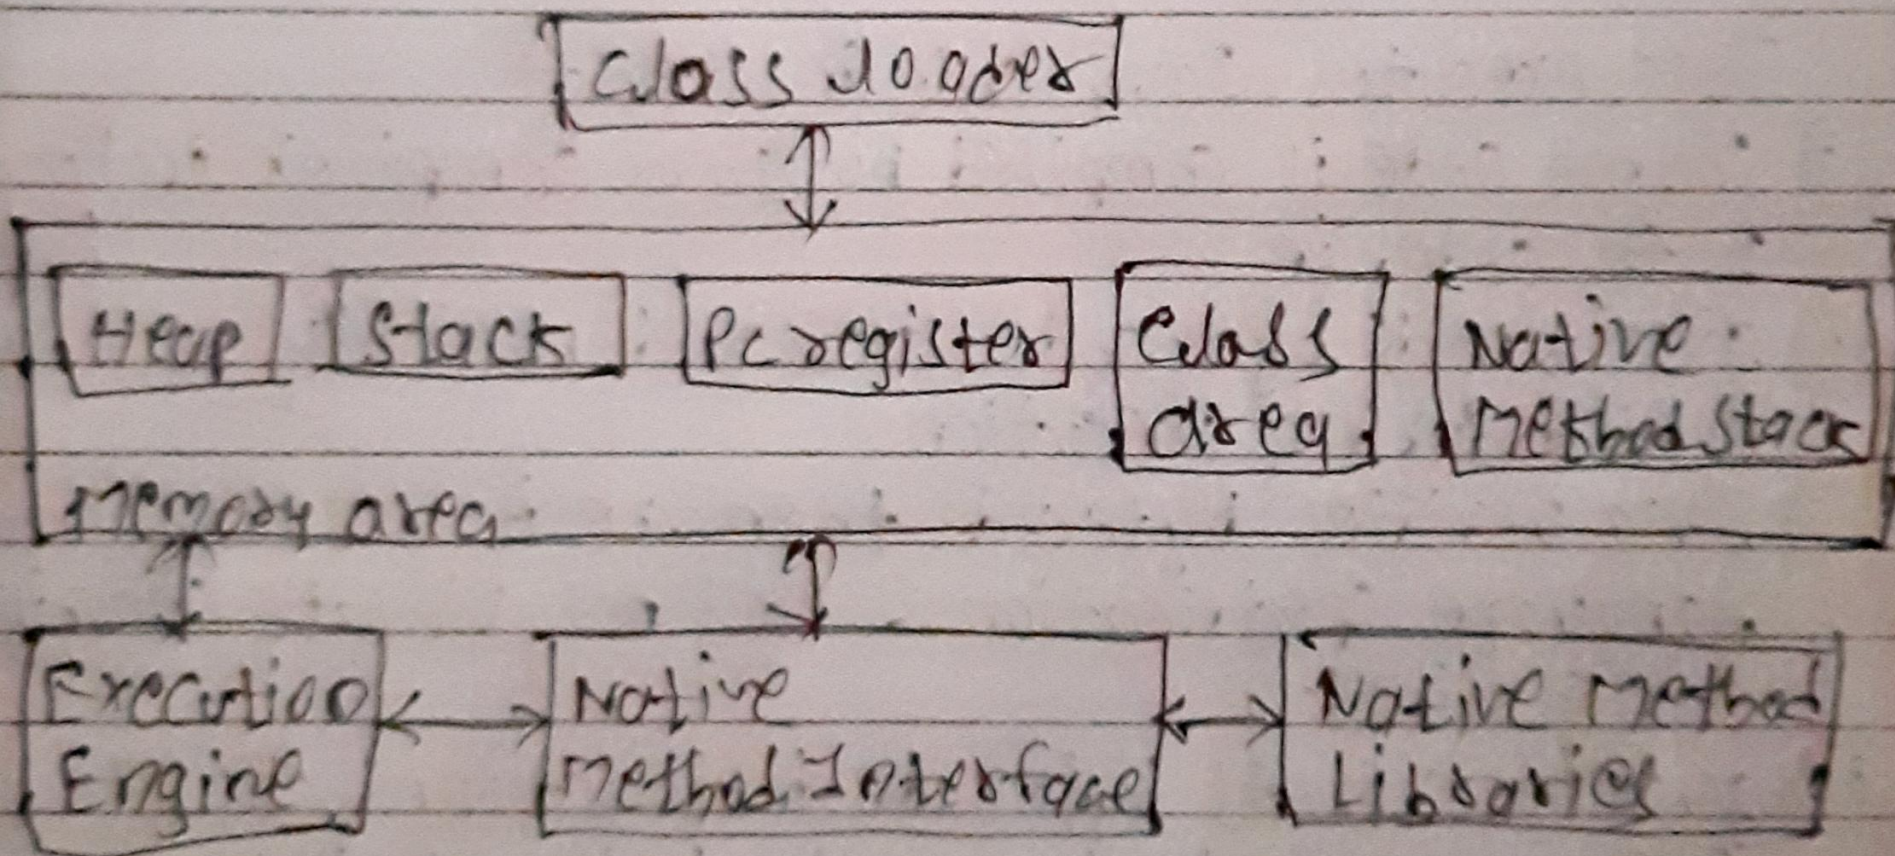 Class loader
Heap
Stack
Pc register
Class
area
Native
Method Stack
Memory area
Execution
Engine
Native
Method Interface
Native Method
Libraries